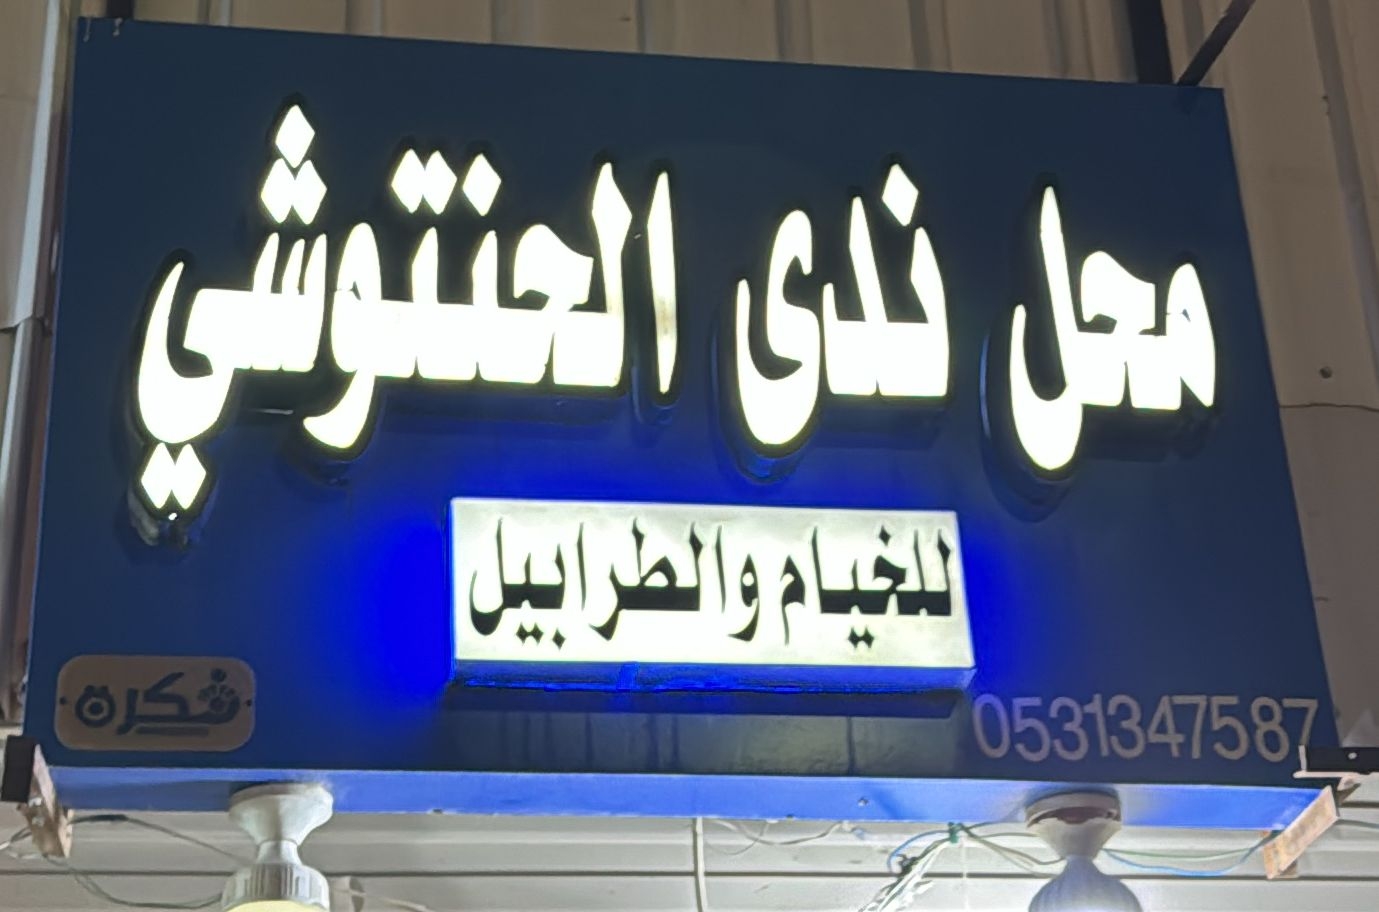 محل ندى الحنتوشي
للخيام والطرابيل
فكرة
0531347587